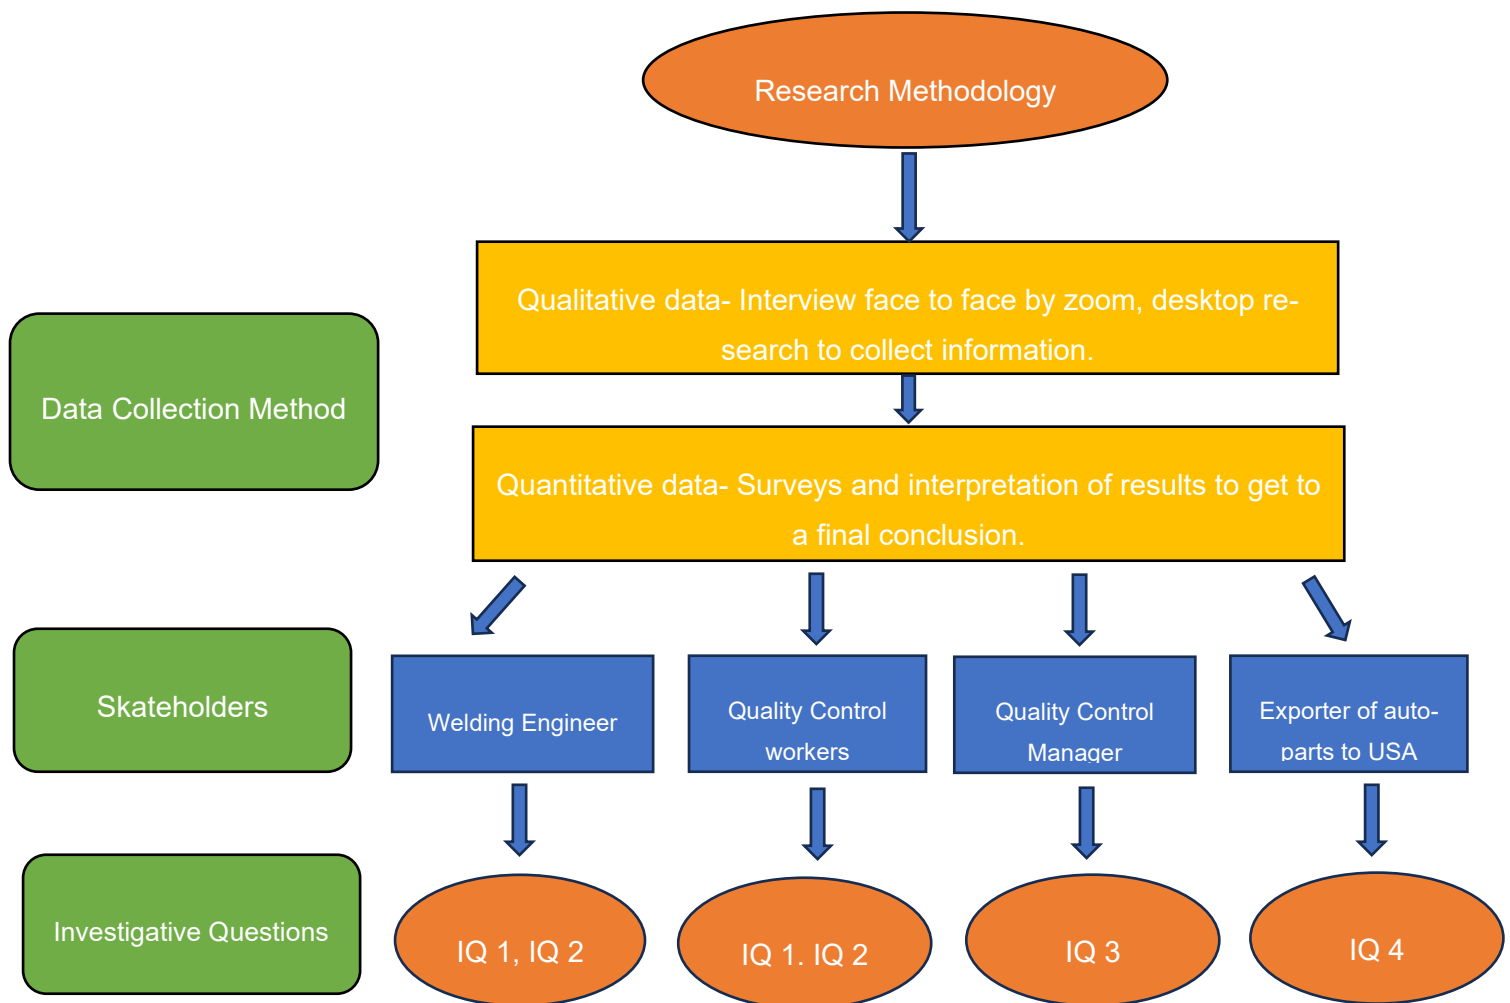 Research Methodology
Qualitative data- Interview face to face by zoom, desktop re-
search to collect information.
Data Collection Method
Quantitative data- Surveys and interpretation of results to get to
a final conclusion.
Skateholders
Welding Engineer
Quality Control
workers
Quality Control
Manager
Exporter of auto-
parts to USA
Investigative Questions
IQ 1, IQ 2
IQ 1. IQ 2
IQ 3
IQ 4